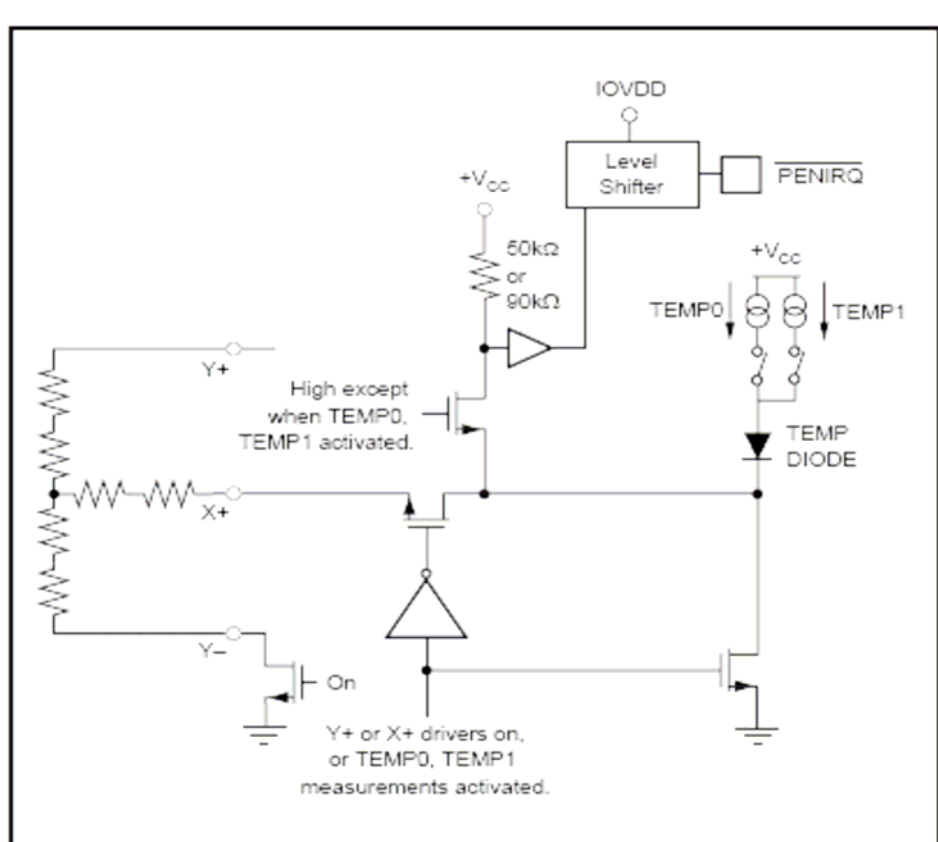 IOVDD
Level
Shifter
PENIRQ
+VCC
50kΩ
or
90kΩ
+VCC
TEMP0
TEMP1
Y+
High except
when TEMP0,
TEMP1 activated.
TEMP
DIODE
X+
Y–
On
Y+ or X+ drivers on,
or TEMP0, TEMP1
measurements activated.